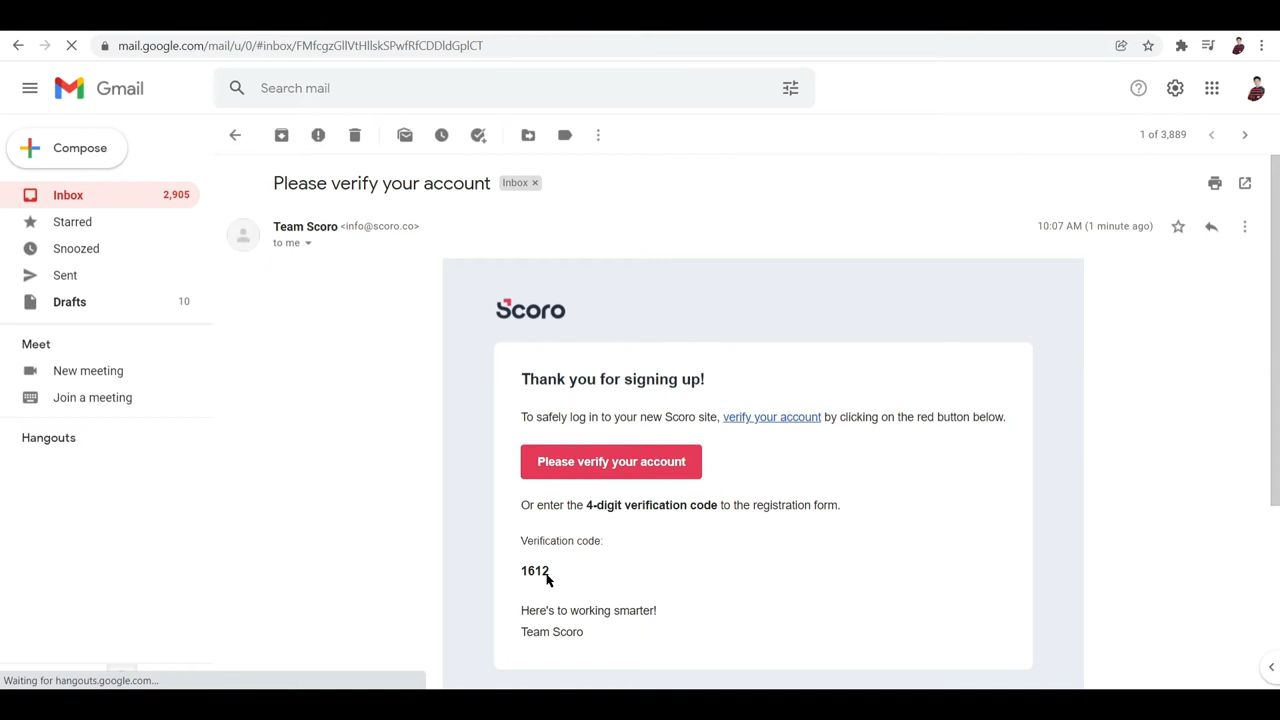 mail.google.com/mail/u/0/#inbox/FMfcgzGllVtHllskSPwfRfCDDldGplCT
Gmail
Search mail
Compose
1 of 3,889
Please verify your account
Inbox ×
Inbox 2,905
Starred
Team Scoro <info@scoro.co>
10:07 AM (1 minute ago)
to me
Snoozed
Sent
Drafts 10
Scoro
Meet
New meeting
Thank you for signing up!
Join a meeting
To safely log in to your new Scoro site, verify your account by clicking on the red button below.
Hangouts
Please verify your account
Or enter the 4-digit verification code to the registration form.
Verification code:
1612
Here's to working smarter!
Team Scoro
Waiting for hangouts.google.com...